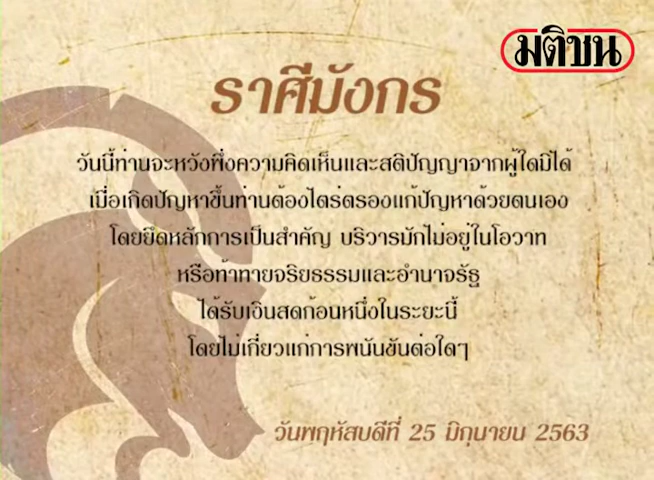 มติชน
ราศีมังกร
วันนี้ท่านจะหวังพึ่งความคิดเห็นและสติปัญญาจากผู้ใดมิได้
เมื่อเกิดปัญหาขึ้นท่านต้องไตร่ตรองแก้ปัญหาด้วยตนเอง
โดยยึดหลักการเป็นสำคัญ บริวารมักไม่อยู่ในโอวาท
หรือท้าทายจริยธรรมและอำนาจรัฐ
ได้รับเงินสดก้อนหนึ่งในระยะนี้
โดยไม่เกี่ยวแก่การพนันขันต่อใดๆ
วันพฤหัสบดีที่ 25 มิถุนายน 2563